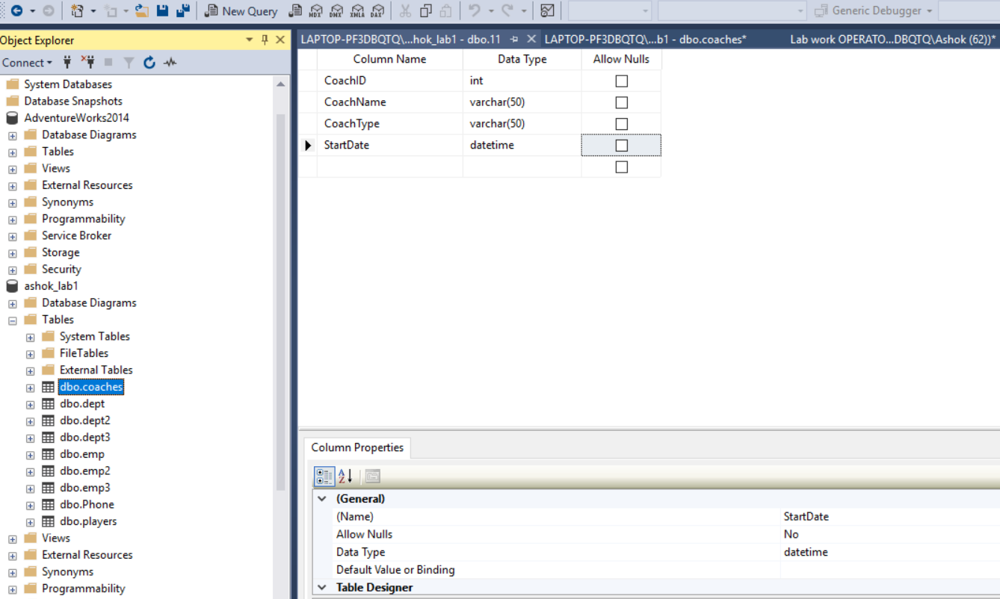 New Query
MDX
DMX
XMLA
DAX
Generic Debugger
Object Explorer
LAPTOP-PF3DBQTQ\...hok_lab1 - dbo.11
LAPTOP-PF3DBQTQ\...b1 - dbo.coaches*
Lab work OPERATO...DBQTQ\Ashok (62))*
Connect
Column Name Data Type Allow Nulls
CoachID int
CoachName varchar(50)
CoachType varchar(50)
StartDate datetime
System Databases
Database Snapshots
AdventureWorks2014
Database Diagrams
Tables
Views
External Resources
Synonyms
Programmability
Service Broker
Storage
Security
ashok_lab1
Database Diagrams
Tables
System Tables
FileTables
External Tables
dbo.coaches
dbo.dept
dbo.dept2
dbo.dept3
dbo.emp
dbo.emp2
dbo.emp3
dbo.Phone
dbo.players
Views
External Resources
Synonyms
Programmability
Column Properties
A
Z
(General)
(Name) StartDate
Allow Nulls No
Data Type datetime
Default Value or Binding
Table Designer